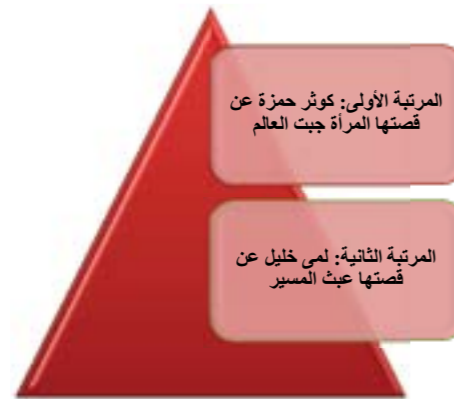 المرتبة الأولى: كوثر حمزة عن
قصتها المرأة جبت العالم
المرتبة الثانية: لمى خليل عن
قصتها عبث المسير